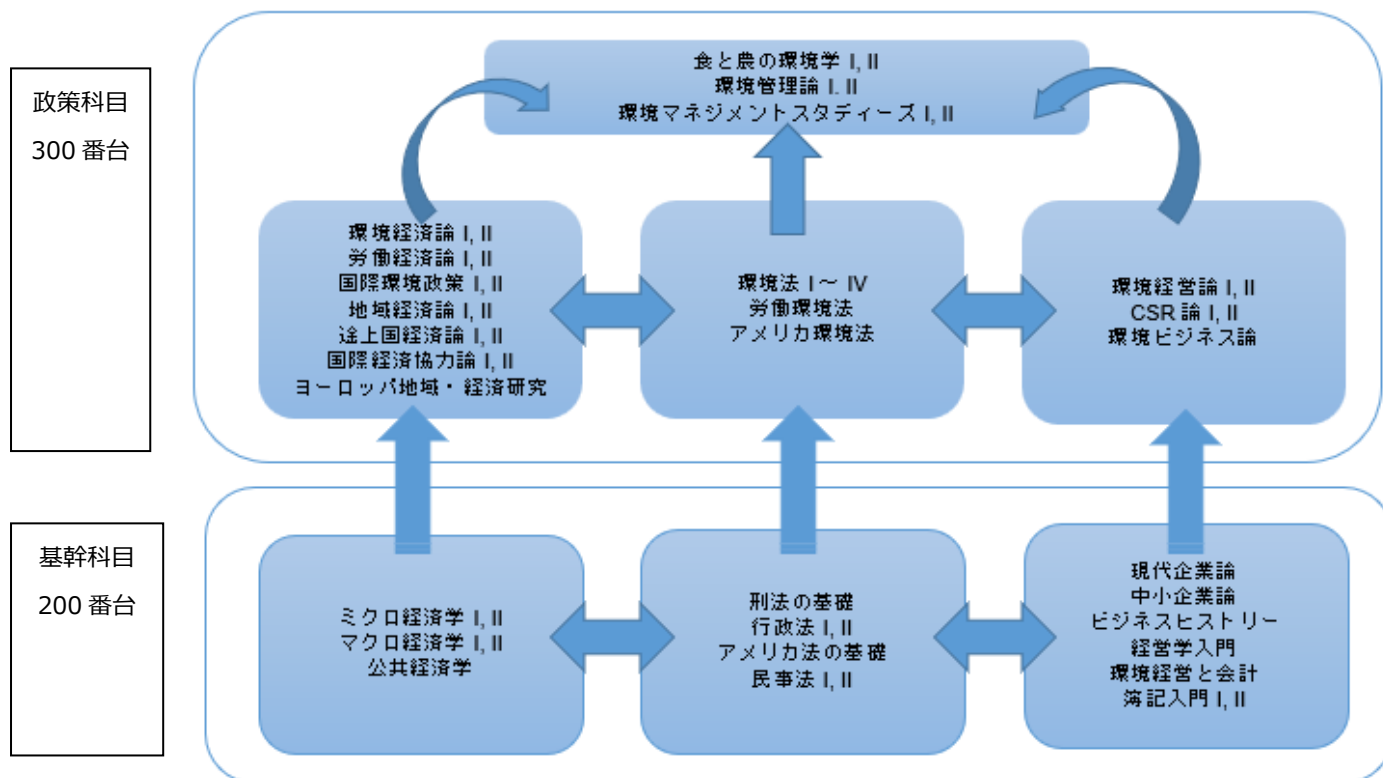 政策科目
300 番台
食と農の環境学 I, II
環境管理論 I. II
環境マネジメントスタディーズ I, II
環境経済論 I, II
労働経済論 I, II
国際環境政策 I, II
地域経済論 I, II
途上国経済論 I, II
国際経済協力論 I, II
ヨーロッパ地域・経済研究
環境法 I ～ IV
労働環境法
アメリカ環境法
環境経営論 I, II
CSR 論 I, II
環境ビジネス論
基幹科目
200 番台
ミクロ経済学 I, II
マクロ経済学 I, II
公共経済学
刑法の基礎
行政法 I, II
アメリカ法の基礎
民事法 I, II
現代企業論
中小企業論
ビジネスヒストリー
経営学入門
環境経営と会計
簿記入門 I, II